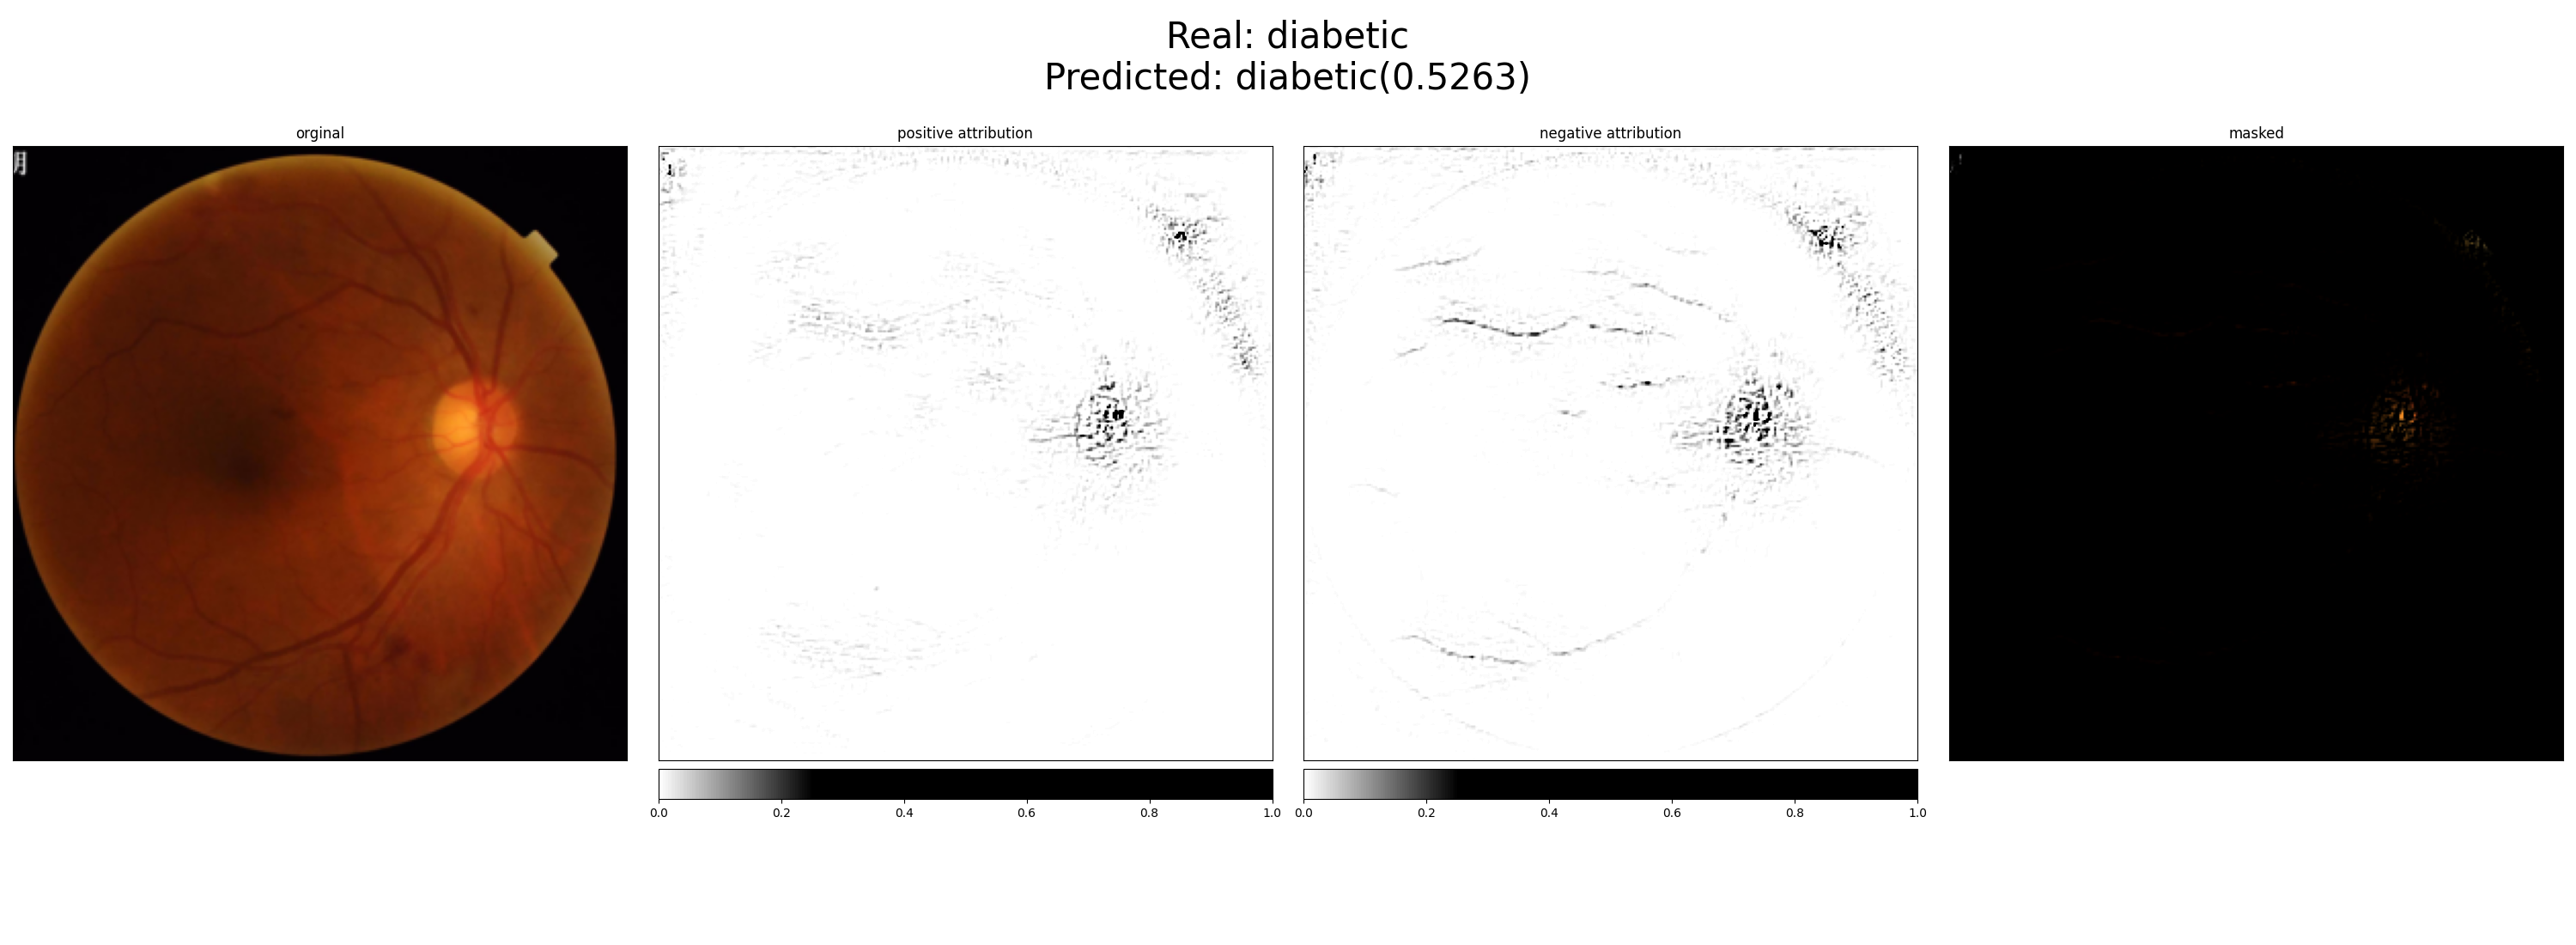 Real: diabetic
Predicted: diabetic(0.5263)
orginal
positive attribution
negative attribution
masked
0.0 0.2 0.4 0.6 0.8 1.0
0.0 0.2 0.4 0.6 0.8 1.0